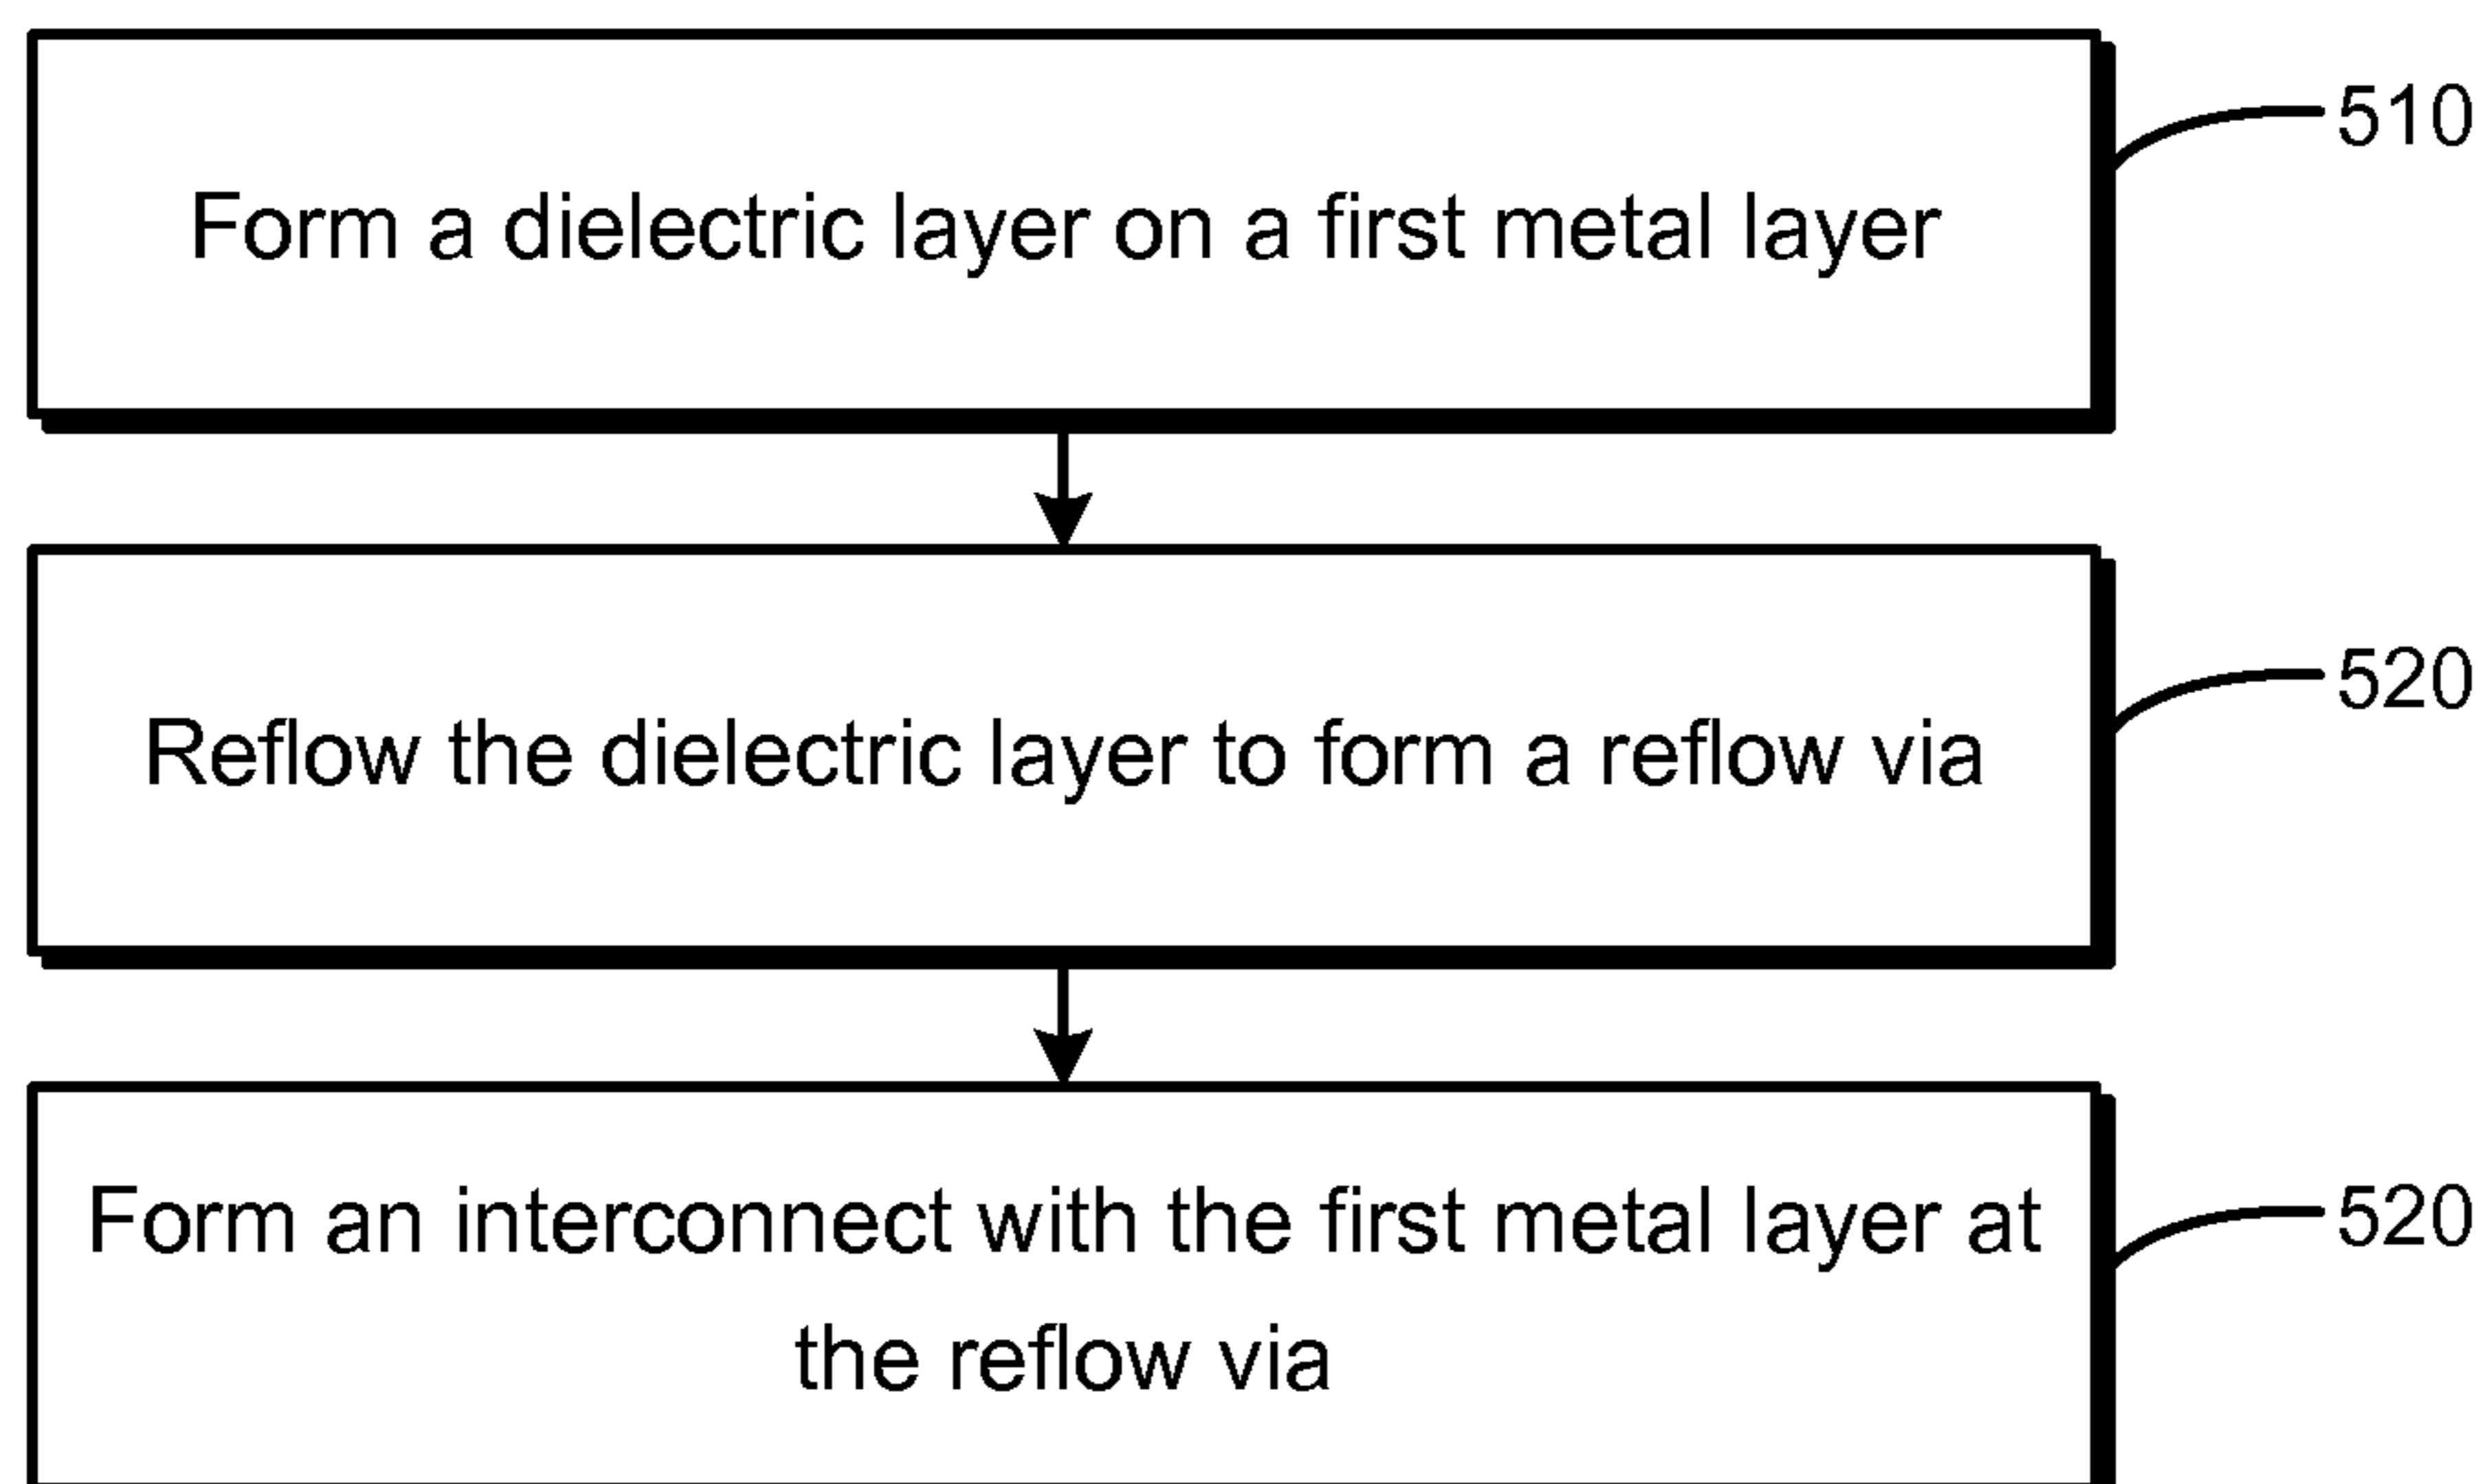 Form a dielectric layer on a first metal layer
510
Reflow the dielectric layer to form a reflow via
520
Form an interconnect with the first metal layer at
the reflow via
520